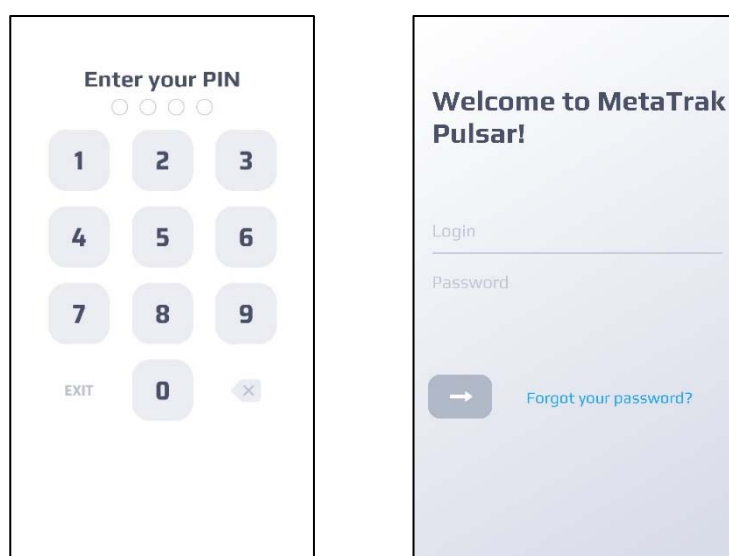 Enter your PIN
1 2 3
4 5 6
7 8 9
EXIT 0
Welcome to MetaTrak
Pulsar!
Login
Password
Forgot your password?